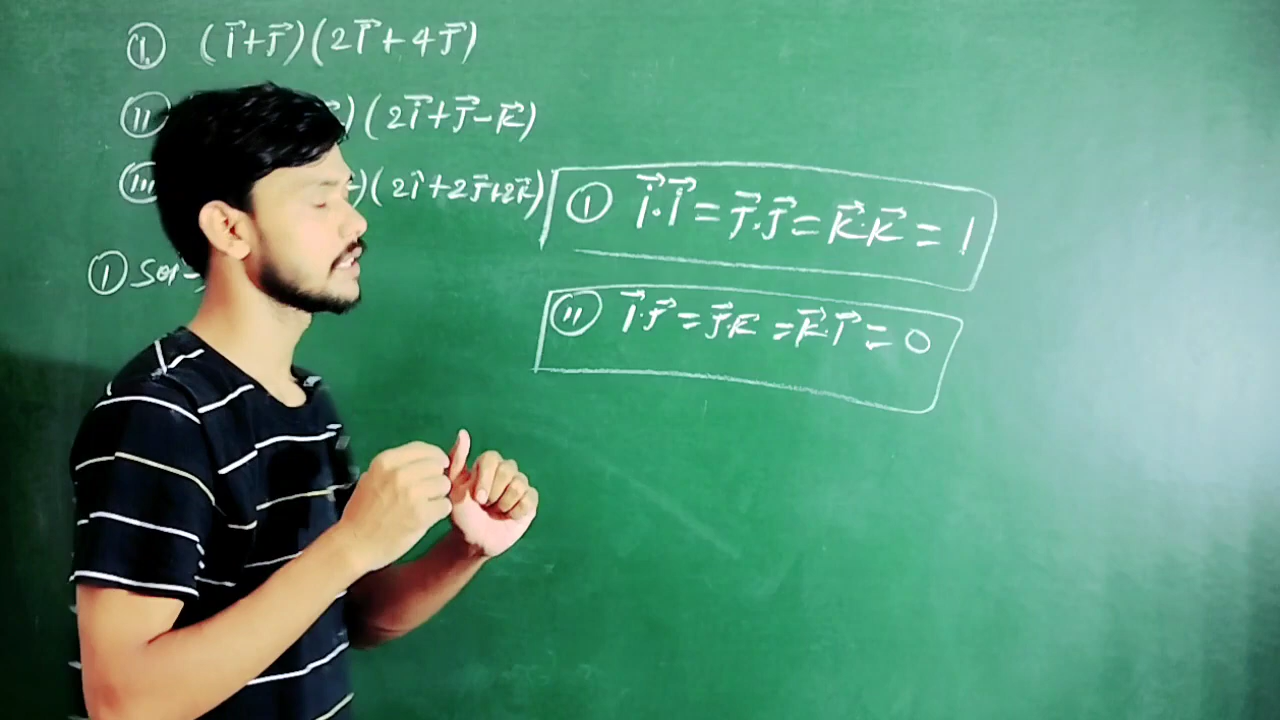 Ⓘ (i⃗+j⃗)(2i⃗+4j⃗)
Ⓘⓘ )(2i⃗+j⃗-k⃗)
Ⓘⓘⓘ )(2i⃗+2j⃗+2k⃗)
Ⓘ i⃗.i⃗=j⃗.j⃗=k⃗.k⃗=1
Ⓘ Sol-
Ⓘⓘ i⃗.j⃗=j⃗.k⃗=k⃗.i⃗=0